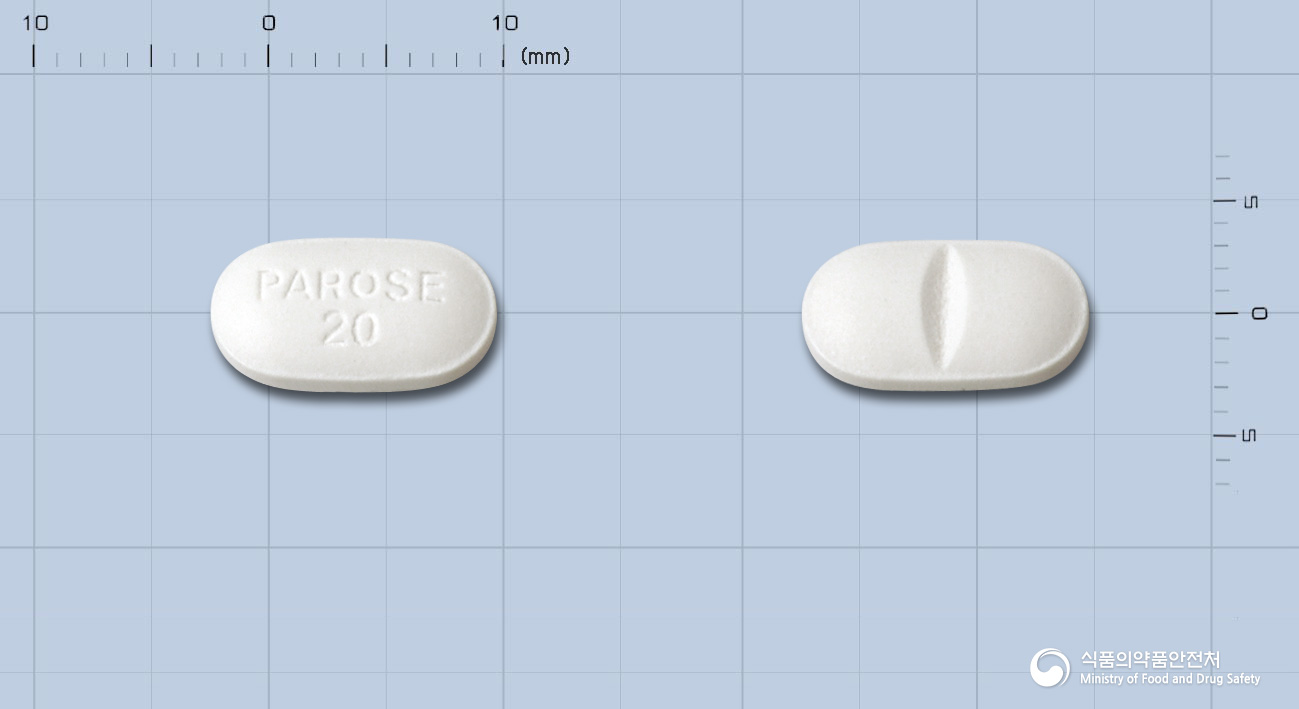 10 0 10
(mm)
PAROSE
20
5
0
5
식품의약품안전처
Ministry of Food and Drug Safety